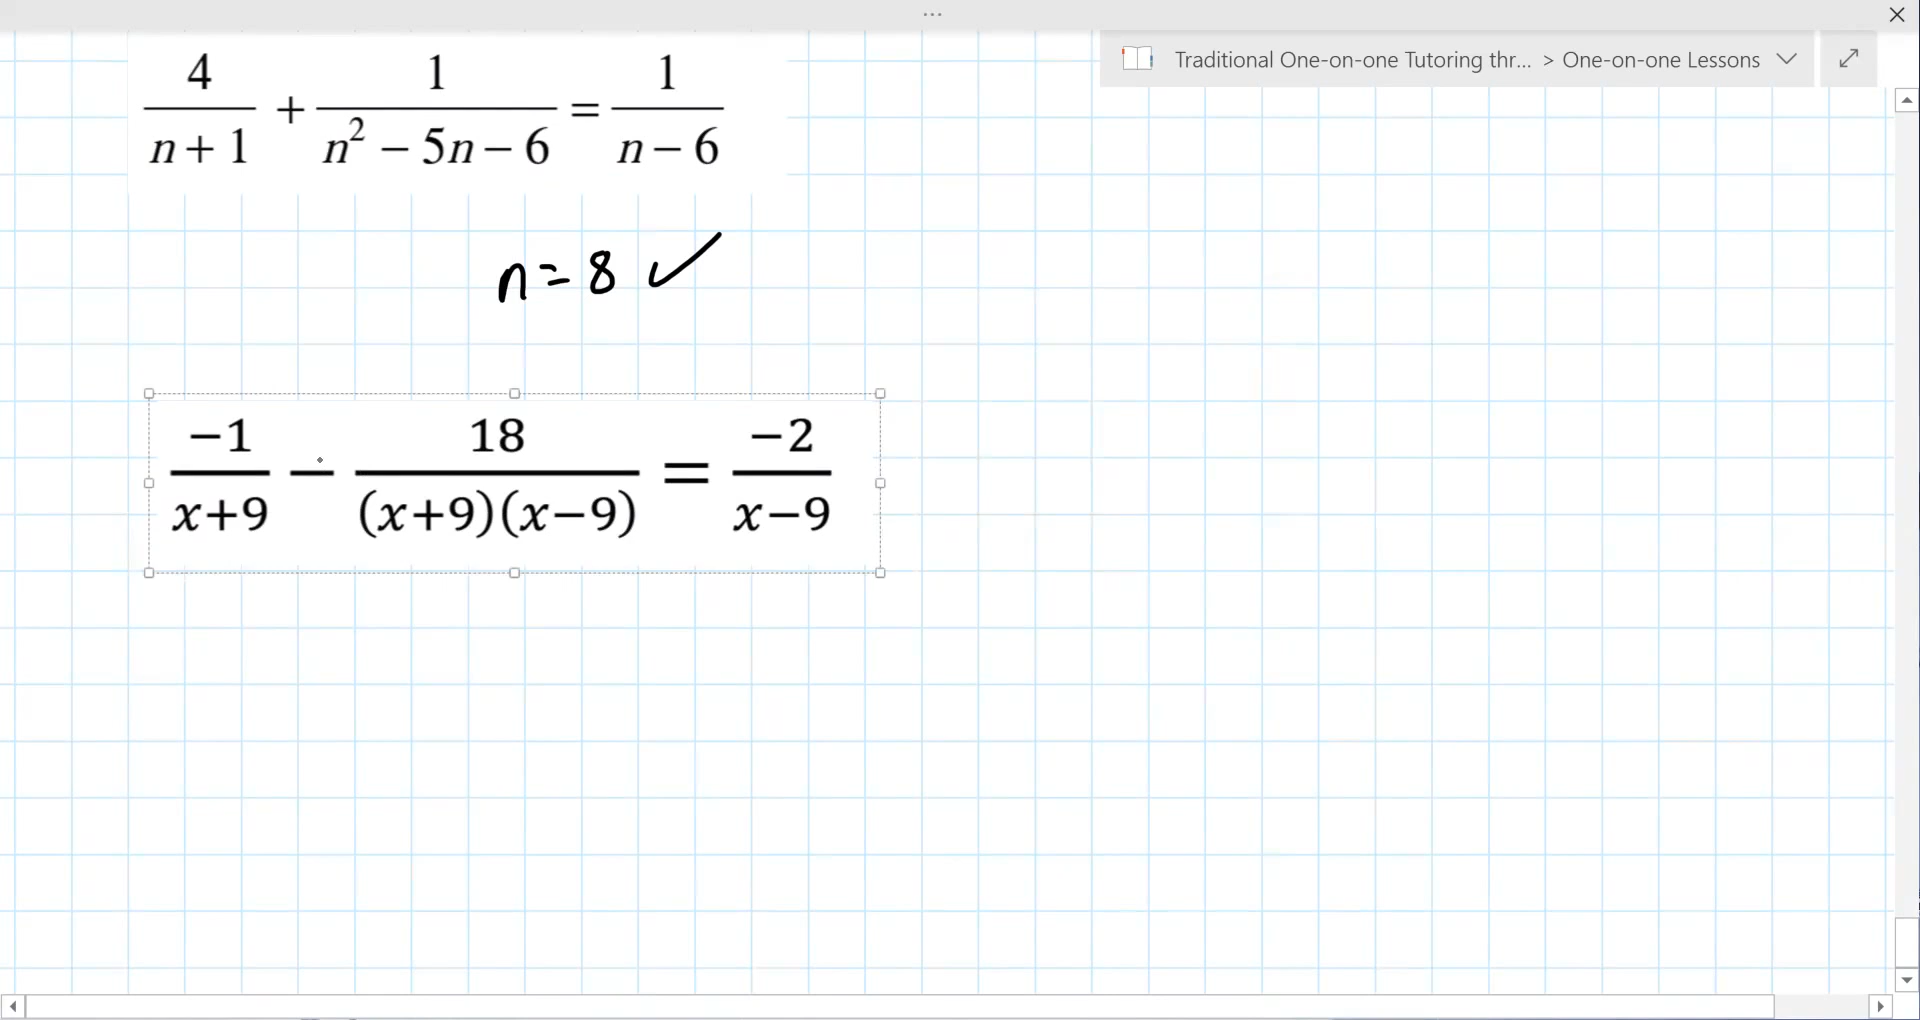 Traditional One-on-one Tutoring thr... > One-on-one Lessons
4/(n + 1) + 1/(n² − 5n − 6) = 1/(n − 6)
n = 8 ✓
−1/(x+9) − 18/((x+9)(x−9)) = −2/(x−9)